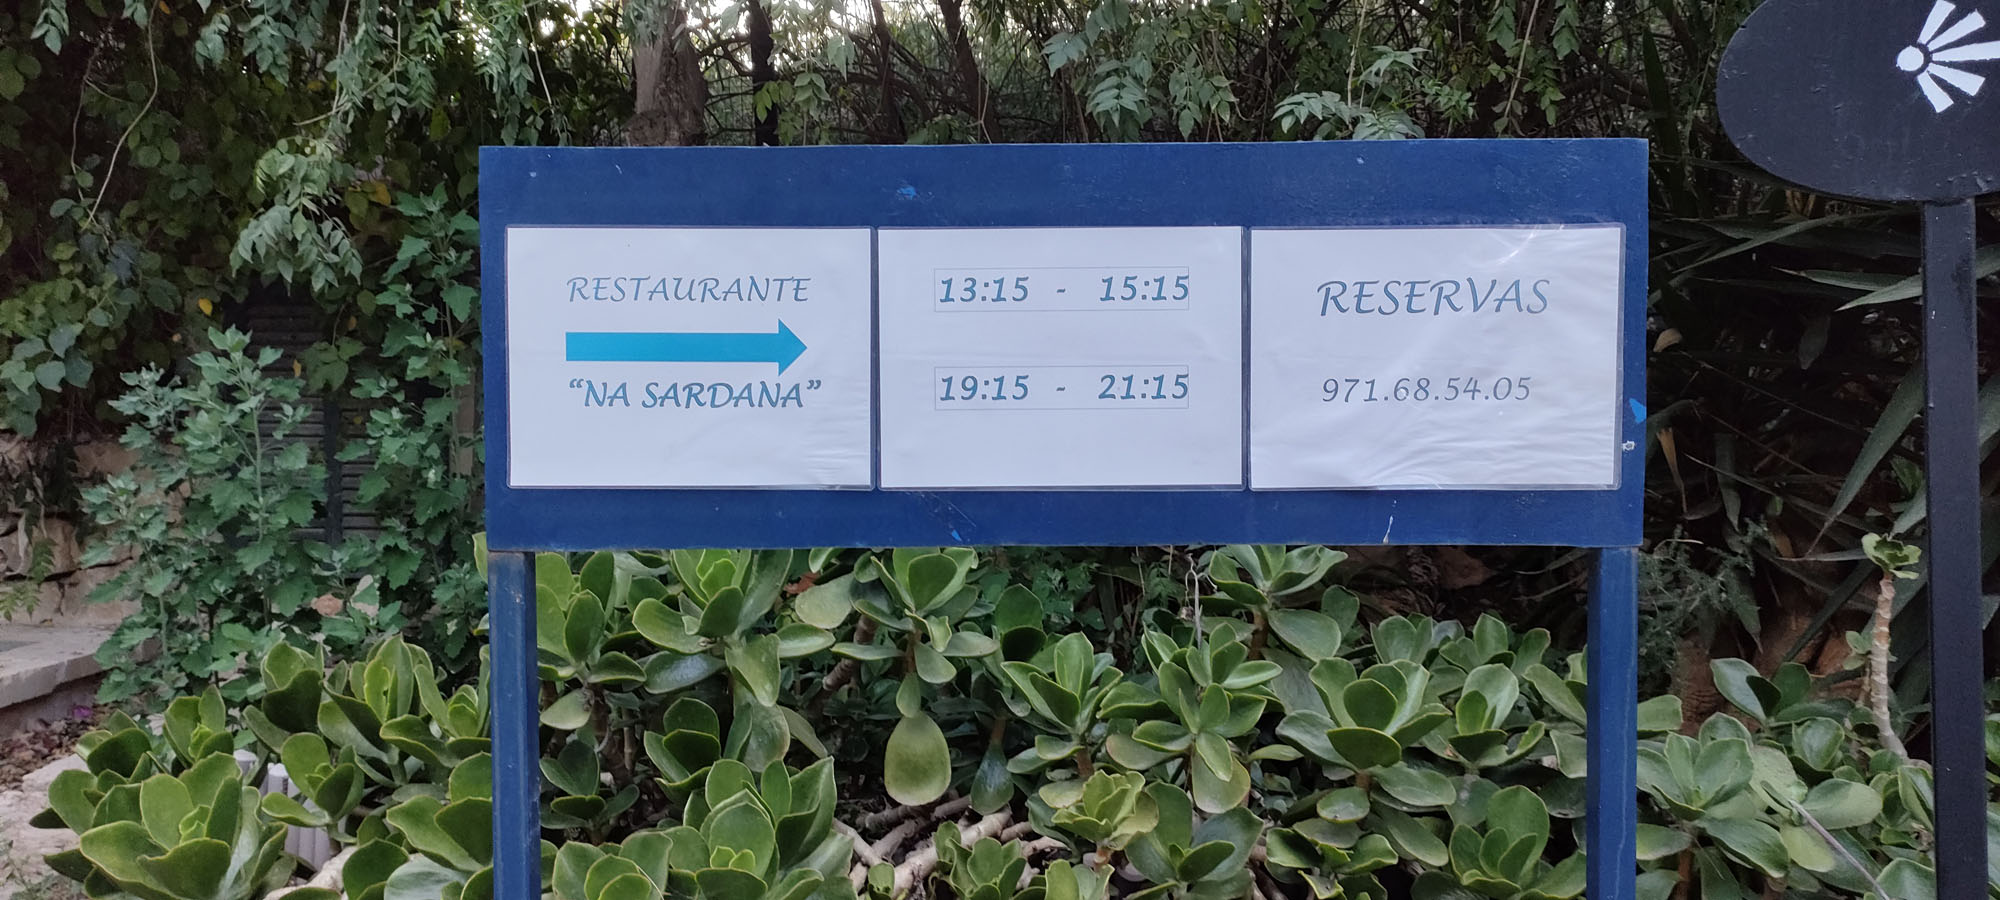 RESTAURANTE
“NA SARDANA”
13:15 - 15:15
19:15 - 21:15
RESERVAS
971.68.54.05